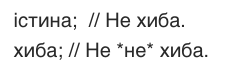 істина;  // Не хиба.
хиба; // Не *не* хиба.